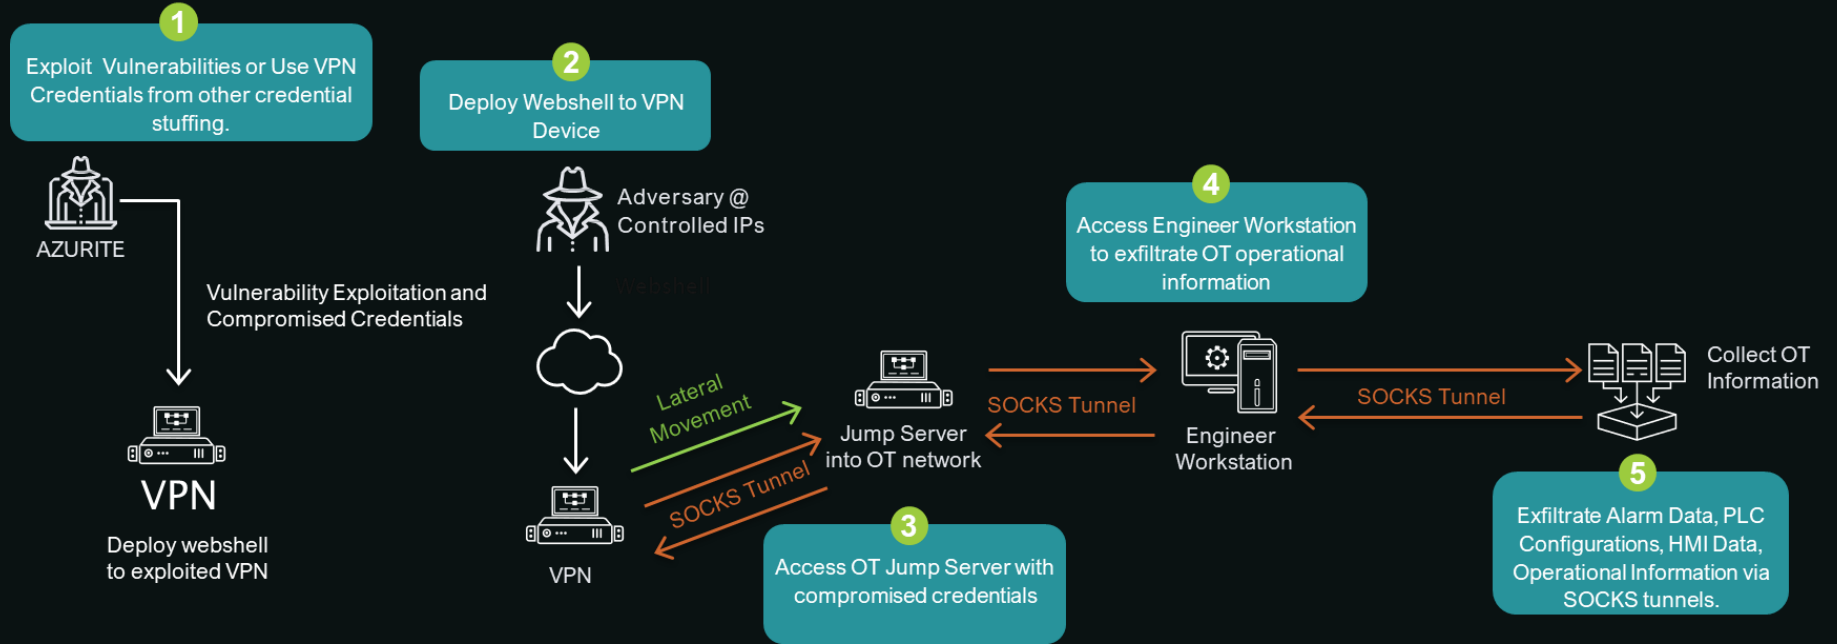 1
Exploit Vulnerabilities or Use VPN
Credentials from other credential
stuffing.
AZURITE
Vulnerability Exploitation and
Compromised Credentials
VPN
Deploy webshell
to exploited VPN
2
Deploy Webshell to VPN
Device
Adversary @
Controlled IPs
Webshell
VPN
Lateral
Movement
SOCKS Tunnel
Jump Server
into OT network
3
Access OT Jump Server with
compromised credentials
SOCKS Tunnel
4
Access Engineer Workstation
to exfiltrate OT operational
information
Engineer
Workstation
SOCKS Tunnel
Collect OT
Information
5
Exfiltrate Alarm Data, PLC
Configurations, HMI Data,
Operational Information via
SOCKS tunnels.